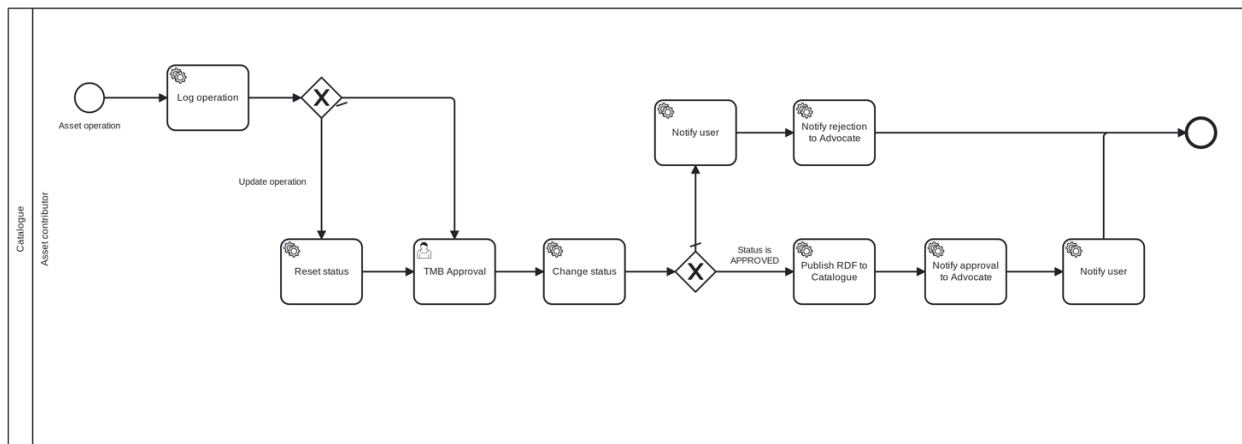 Catalogue
Asset contributor
Asset operation
Log operation
Update operation
Reset status
TMB Approval
Change status
Notify user
Notify rejection
to Advocate
Status is
APPROVED
Publish RDF to
Catalogue
Notify approval
to Advocate
Notify user